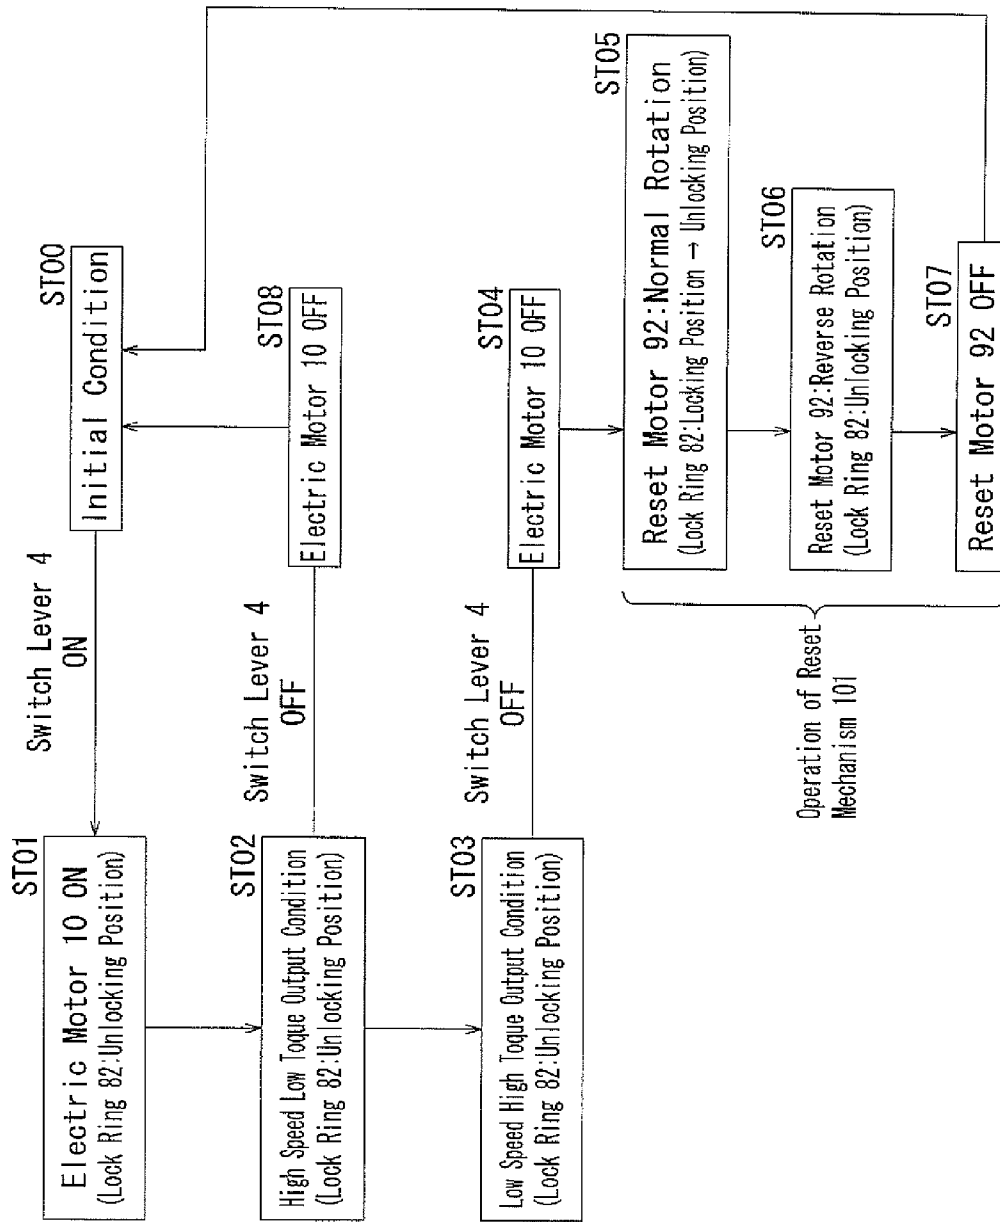 ST00
Initial Condition
Switch Lever 4
ON
ST01
Electric Motor 10 ON
(Lock Ring 82:Unlocking Position)
ST02
High Speed Low Toque Output Condition
(Lock Ring 82:Unlocking Position)
Switch Lever 4
OFF
ST08
Electric Motor 10 OFF
ST03
Low Speed High Toque Output Condition
(Lock Ring 82:Unlocking Position)
Switch Lever 4
OFF
ST04
Electric Motor 10 OFF
ST05
Reset Motor 92:Normal Rotation
(Lock Ring 82:Locking Position → Unlocking Position)
ST06
Reset Motor 92:Reverse Rotation
(Lock Ring 82:Unlocking Position)
ST07
Reset Motor 92 OFF
Operation of Reset
Mechanism 101